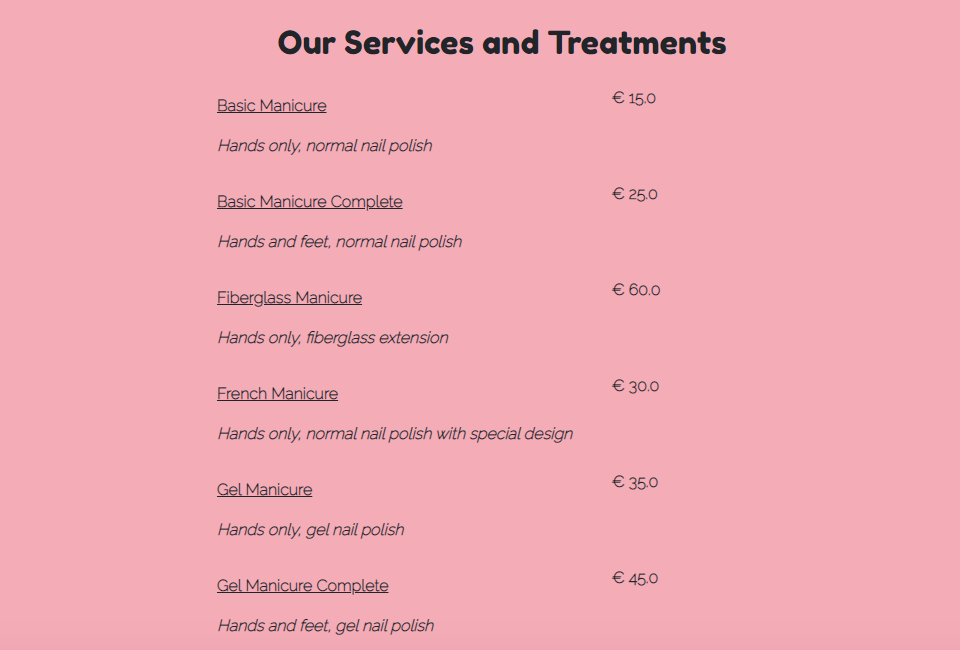 Our Services and Treatments
Basic Manicure
€ 15.0
Hands only, normal nail polish
Basic Manicure Complete
€ 25.0
Hands and feet, normal nail polish
Fiberglass Manicure
€ 60.0
Hands only, fiberglass extension
French Manicure
€ 30.0
Hands only, normal nail polish with special design
Gel Manicure
€ 35.0
Hands only, gel nail polish
Gel Manicure Complete
€ 45.0
Hands and feet, gel nail polish